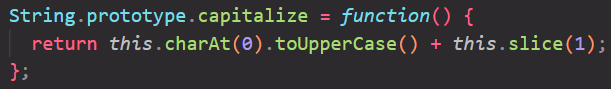 String.prototype.capitalize = function() {
  return this.charAt(0).toUpperCase() + this.slice(1);
};